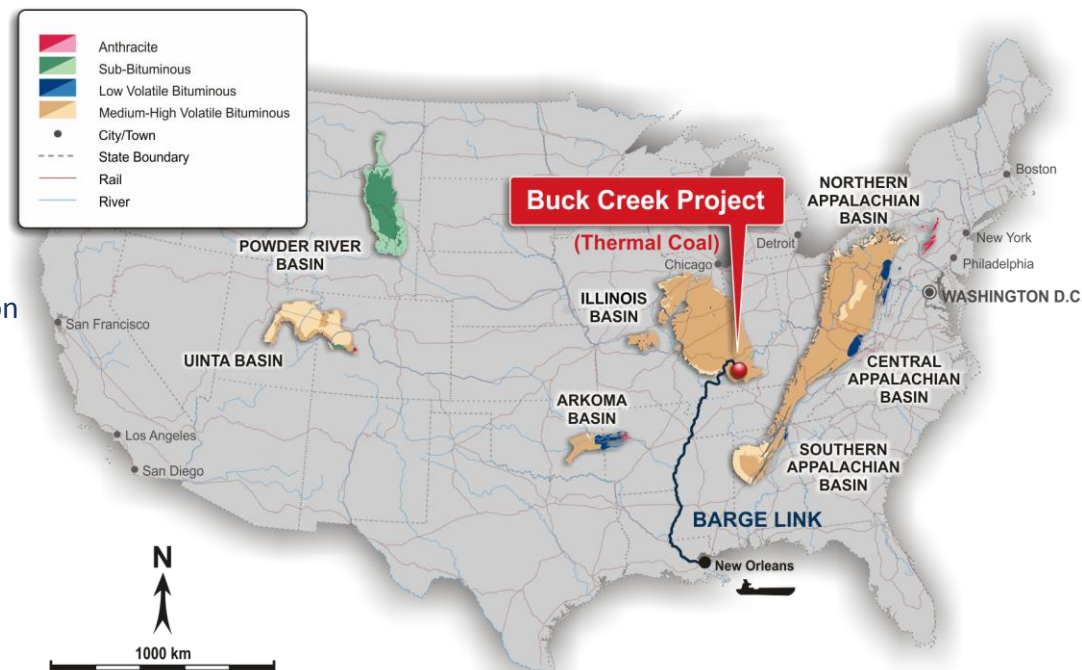 Anthracite
Sub-Bituminous
Low Volatile Bituminous
Medium-High Volatile Bituminous
City/Town
State Boundary
Rail
River
on
Buck Creek Project
(Thermal Coal)
POWDER RIVER
BASIN
UINTA BASIN
ILLINOIS
BASIN
ARKOMA
BASIN
NORTHERN
APPALACHIAN
BASIN
CENTRAL
APPALACHIAN
BASIN
SOUTHERN
APPALACHIAN
BASIN
San Francisco
Los Angeles
San Diego
Chicago
Detroit
Boston
New York
Philadelphia
WASHINGTON D.C
BARGE LINK
New Orleans
N
1000 km